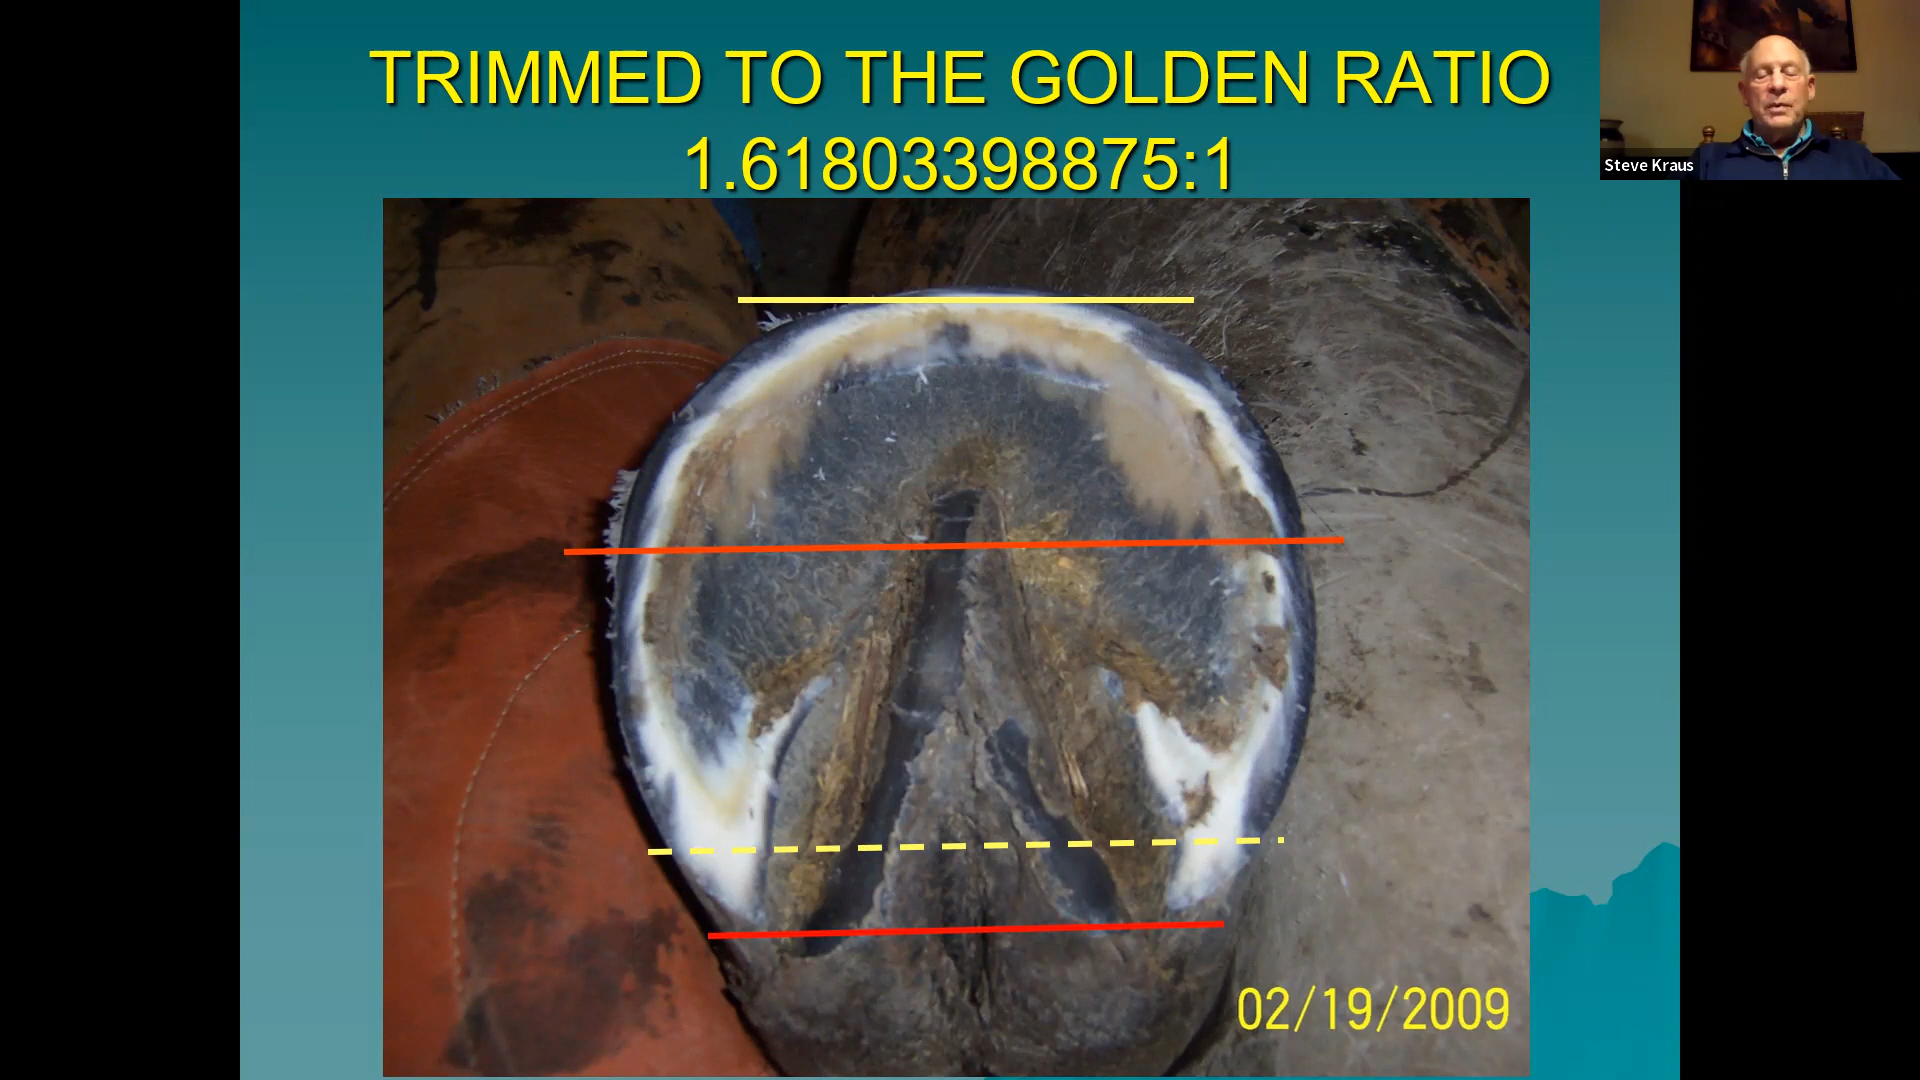 TRIMMED TO THE GOLDEN RATIO
1.61803398875:1
Steve Kraus
02/19/2009